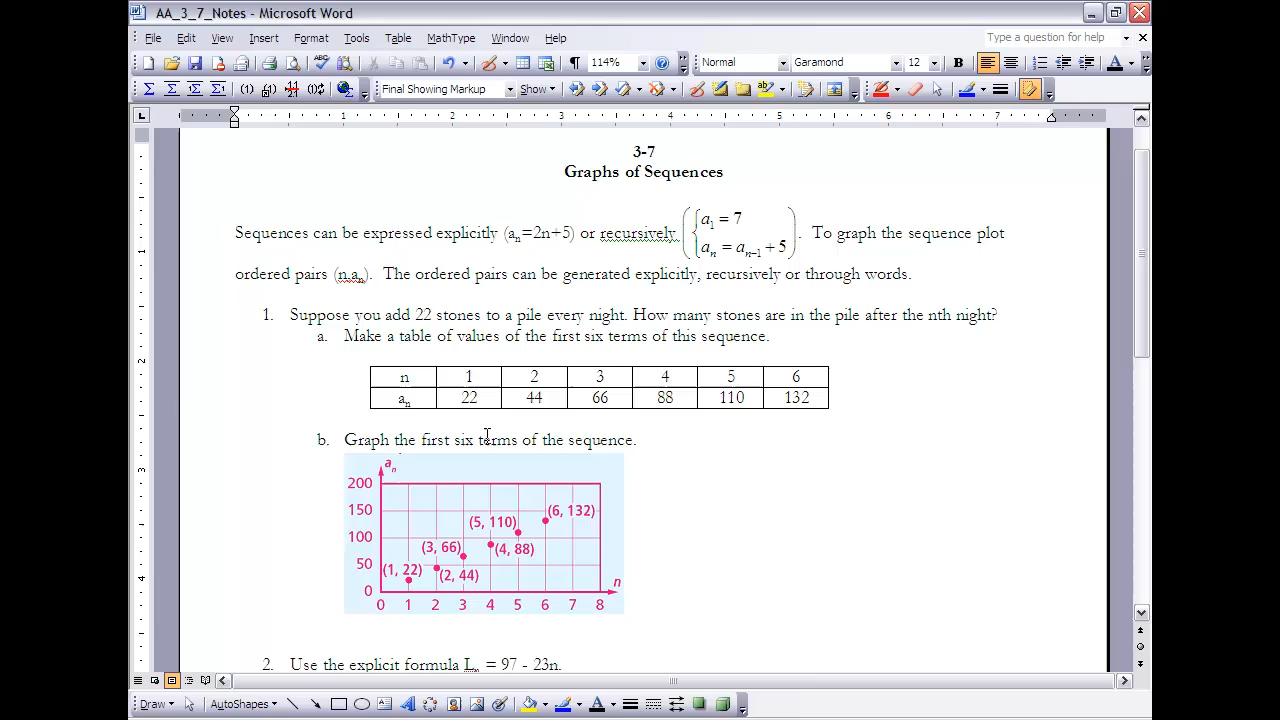 AA_3_7_Notes - Microsoft Word
File Edit View Insert Format Tools Table MathType Window Help Type a question for help
114% Normal Garamond 12 B
Final Showing Markup Show
1 2 3 4 5 6 7
3-7
Graphs of Sequences
Sequences can be expressed explicitly (aₙ=2n+5) or recursively ({a₁ = 7
aₙ = aₙ₋₁ + 5). To graph the sequence plot
ordered pairs (n,aₙ). The ordered pairs can be generated explicitly, recursively or through words.
1. Suppose you add 22 stones to a pile every night. How many stones are in the pile after the nth night?
a. Make a table of values of the first six terms of this sequence.
n 1 2 3 4 5 6
aₙ 22 44 66 88 110 132
b. Graph the first six terms of the sequence.
aₙ
200
150 (6, 132)
(5, 110)
100
(3, 66) (4, 88)
50 (1, 22) (2, 44)
0 n
0 1 2 3 4 5 6 7 8
2. Use the explicit formula Lₙ = 97 - 23n.
Draw AutoShapes